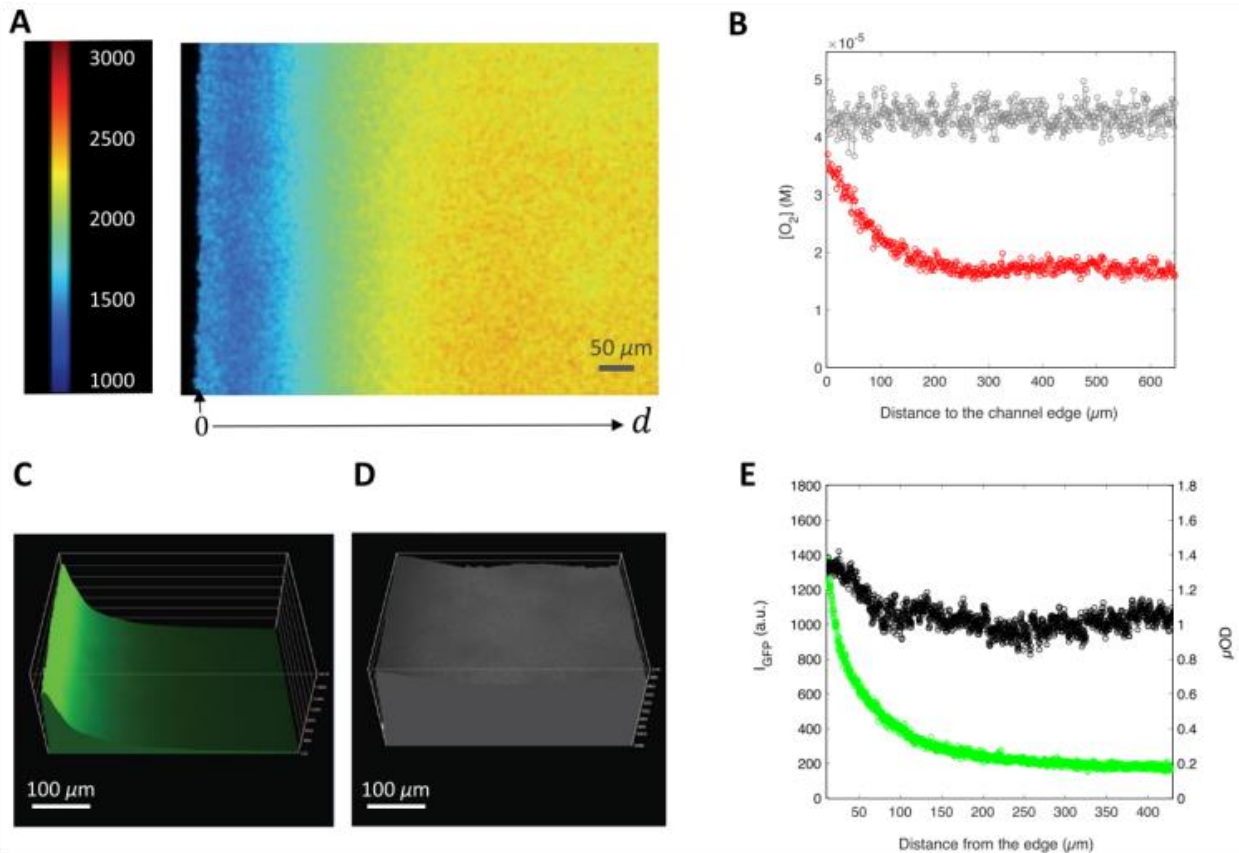 A
3000
2500
2000
1500
1000
50 μm
0
d
B
×10⁻⁵
5
4
3
2
1
0
[O₂] (M)
0 100 200 300 400 500 600
Distance to the channel edge (μm)
C
100 μm
D
100 μm
E
1800
1600
1400
1200
1000
800
600
400
200
0
I_GFP (a.u.)
1.8
1.6
1.4
1.2
1
0.8
0.6
0.4
0.2
0
μOD
50 100 150 200 250 300 350 400
Distance from the edge (μm)